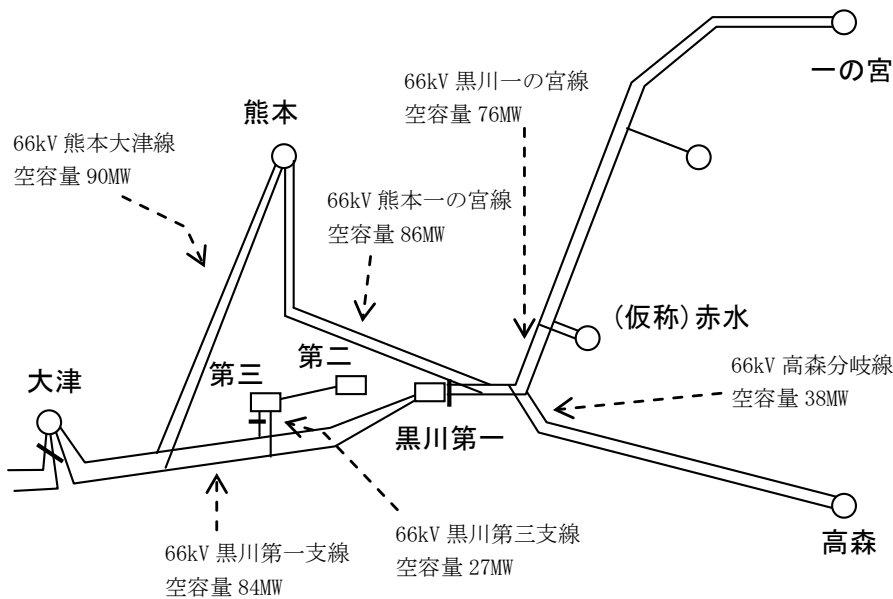 一の宮
66kV 黒川一の宮線
空容量 76MW
熊本
66kV 熊本大津線
空容量 90MW
66kV 熊本一の宮線
空容量 86MW
(仮称)赤水
第二
第三
大津
66kV 高森分岐線
空容量 38MW
黒川第一
66kV 黒川第三支線
空容量 27MW
高森
66kV 黒川第一支線
空容量 84MW